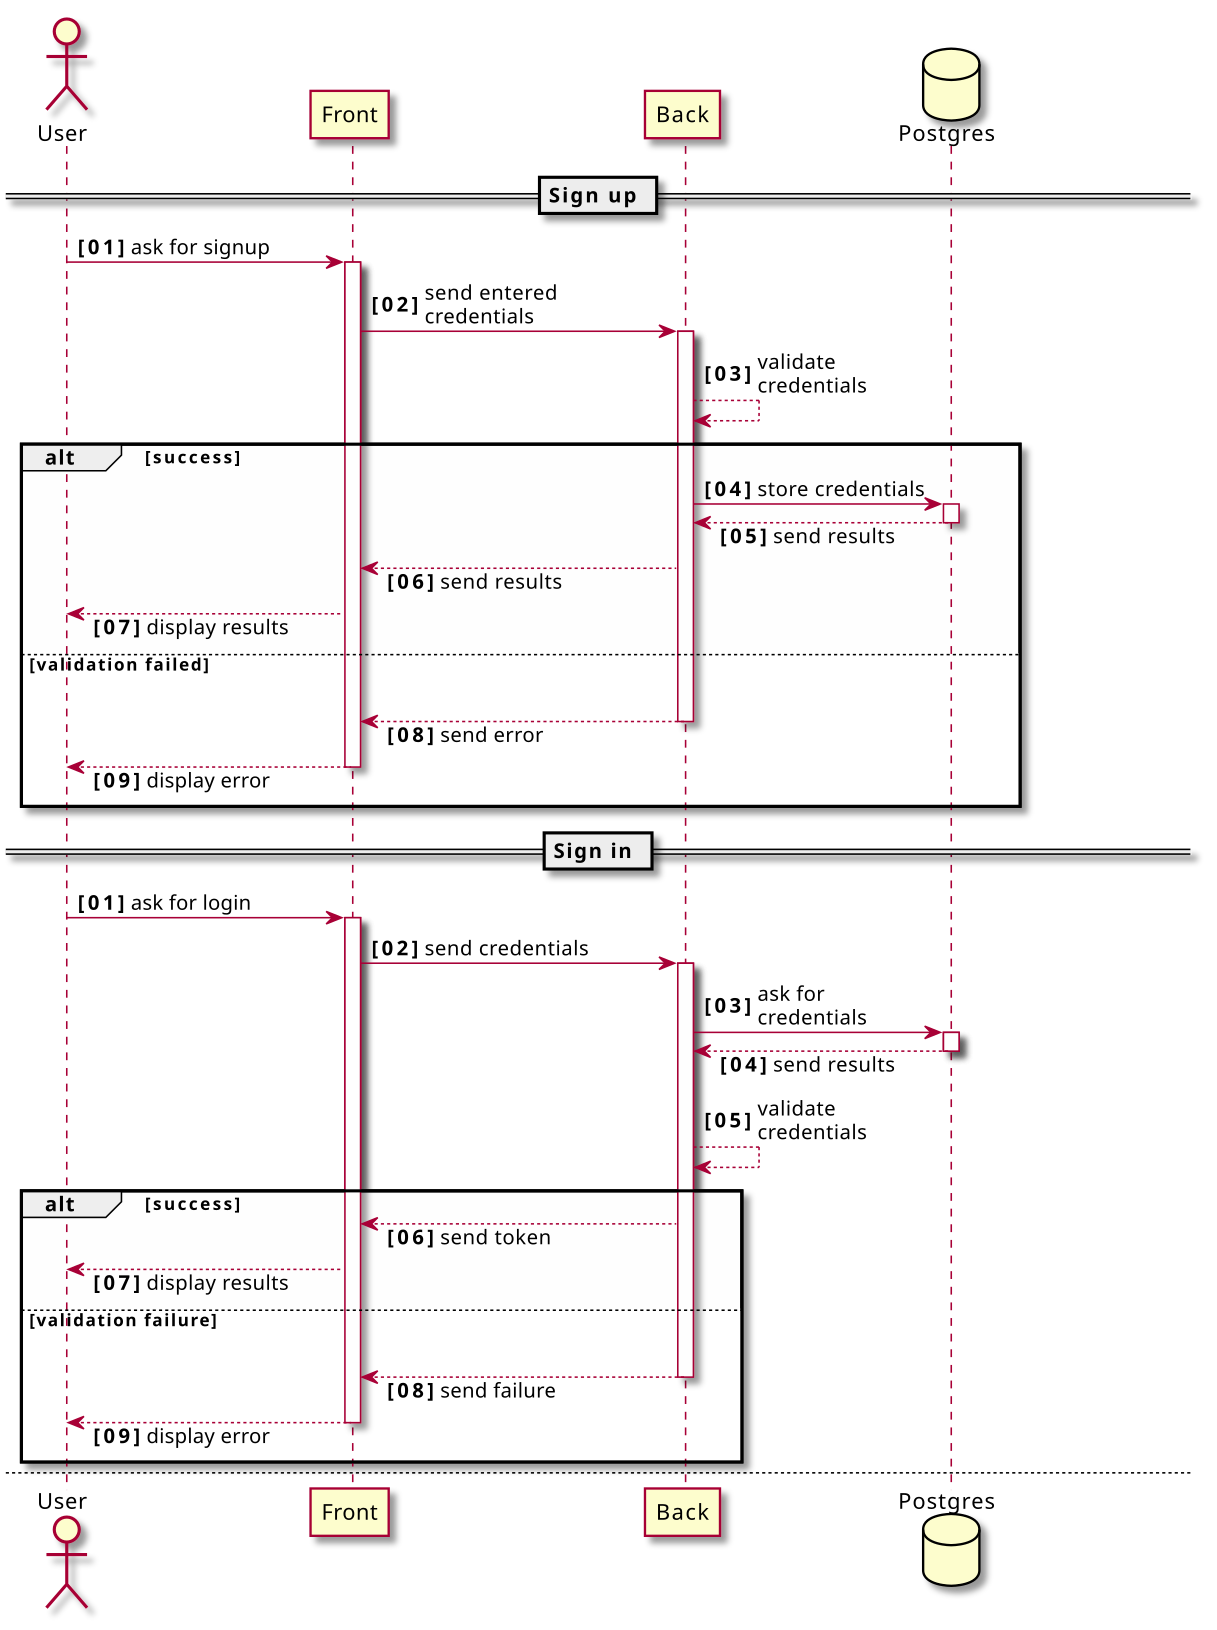 User
Front
Back
Postgres
Sign up
[01] ask for signup
[02] send entered
credentials
[03] validate
credentials
alt [success]
[04] store credentials
[05] send results
[06] send results
[07] display results
[validation failed]
[08] send error
[09] display error
Sign in
[01] ask for login
[02] send credentials
[03] ask for
credentials
[04] send results
[05] validate
credentials
alt [success]
[06] send token
[07] display results
[validation failure]
[08] send failure
[09] display error
User
Front
Back
Postgres